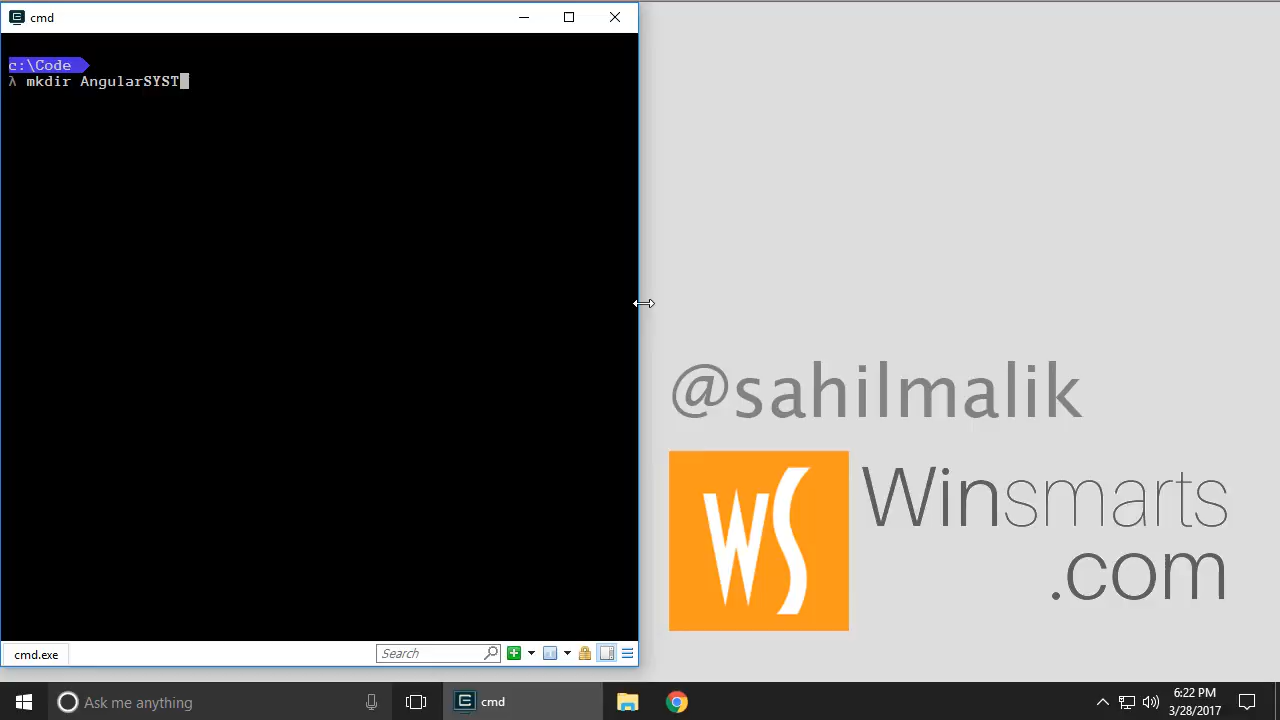 cmd
c:\Code
λ mkdir AngularSYST
@sahilmalik
WS
Winsmarts
.com
cmd.exe
Search
Ask me anything
cmd
6:22 PM
3/28/2017